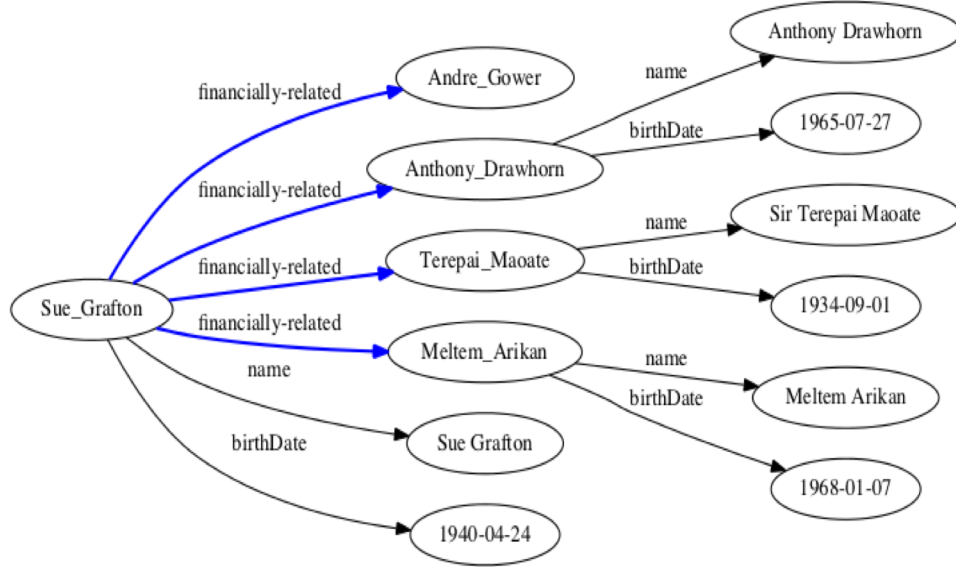 Anthony Drawhorn
name
Andre_Gower
financially-related
1965-07-27
birthDate
Anthony_Drawhorn
financially-related
Sir Terepai Maoate
name
Terepai_Maoate
financially-related
birthDate
1934-09-01
Sue_Grafton
financially-related
Meltem_Arikan
name
Meltem Arikan
name
birthDate
Sue Grafton
birthDate
1968-01-07
1940-04-24